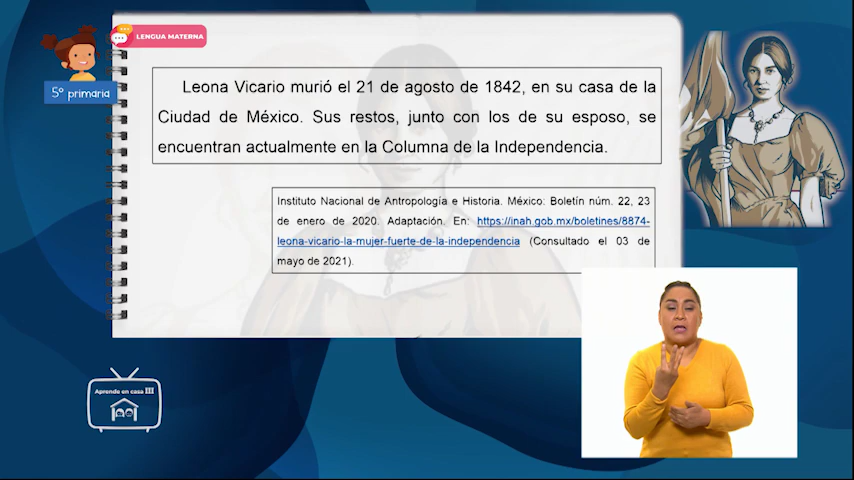 LENGUA MATERNA
5° primaria
Leona Vicario murió el 21 de agosto de 1842, en su casa de la
Ciudad de México. Sus restos, junto con los de su esposo, se
encuentran actualmente en la Columna de la Independencia.
Instituto Nacional de Antropología e Historia. México: Boletín núm. 22, 23
de enero de 2020. Adaptación. En: https://inah.gob.mx/boletines/8874-
leona-vicario-la-mujer-fuerte-de-la-independencia (Consultado el 03 de
mayo de 2021).
Aprende en casa III